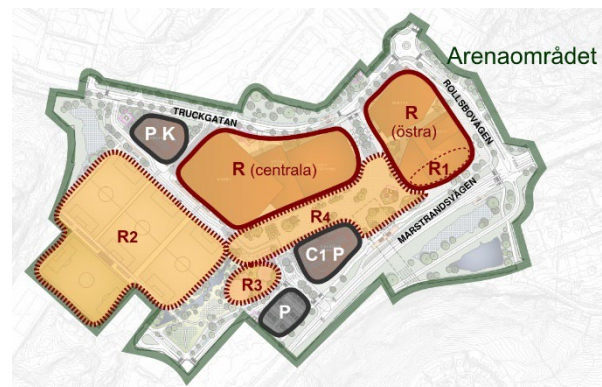 Arenaområdet
TRUCKGATAN
ROLLSBOVÄGEN
P K
R (centrala)
R
(östra)
R1
R2
R4
MARSTRANDSVÄGEN
C1 P
R3
P